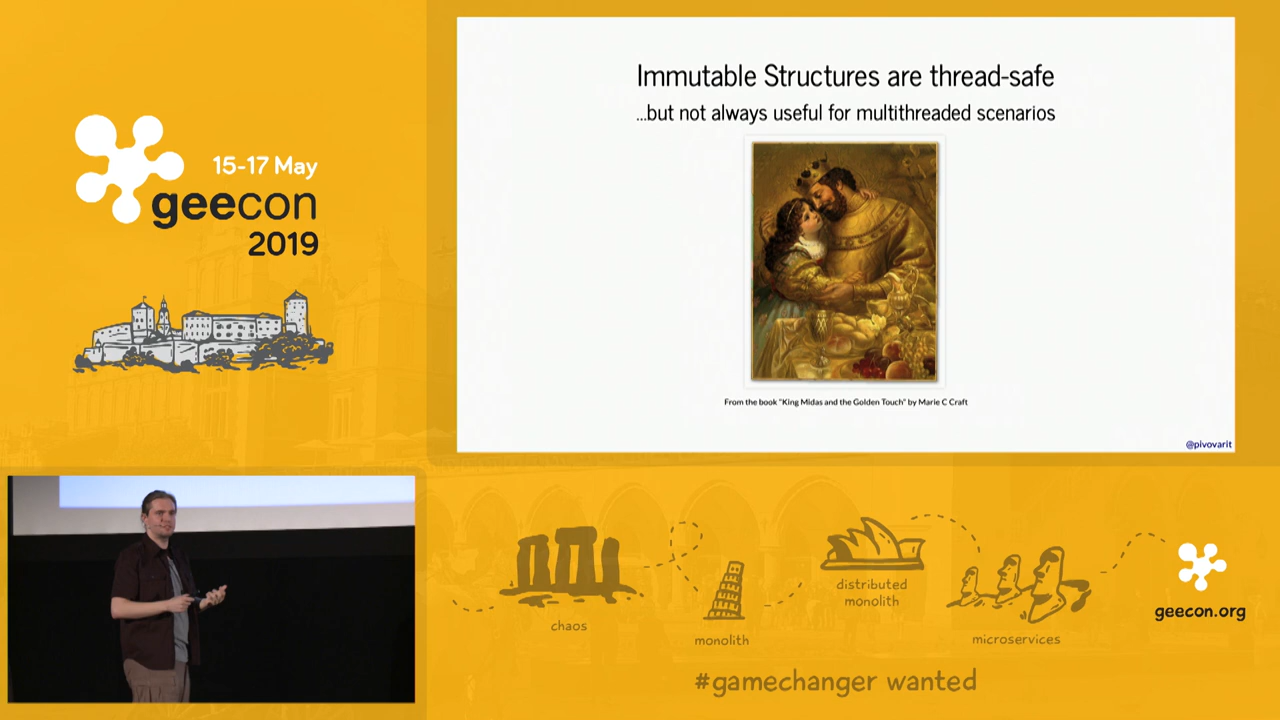 15-17 May
geecon
2019
Immutable Structures are thread-safe
...but not always useful for multithreaded scenarios
From the book "King Midas and the Golden Touch" by Marie C Craft
@pivovarit
chaos
monolith
distributed
monolith
microservices
geecon.org
#gamechanger wanted